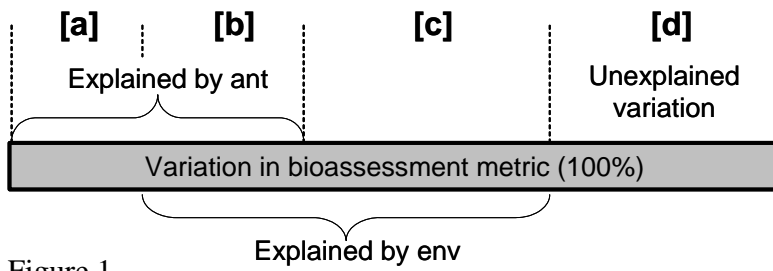 [a] [b] [c] [d]
Explained by ant
Unexplained
variation
Variation in bioassessment metric (100%)
Explained by env
Figure 1